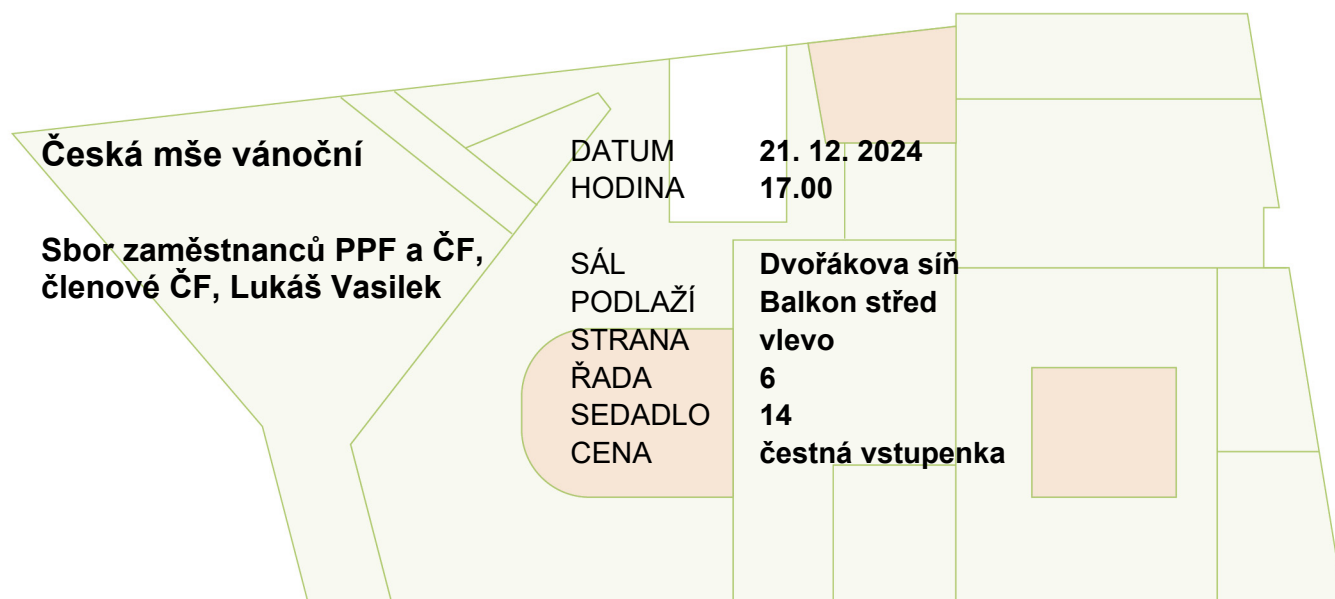 Česká mše vánoční
Sbor zaměstnanců PPF a ČF,
členové ČF, Lukáš Vasilek
DATUM 21. 12. 2024
HODINA 17.00
SÁL Dvořákova síň
PODLAŽÍ Balkon střed
STRANA vlevo
ŘADA 6
SEDADLO 14
CENA čestná vstupenka